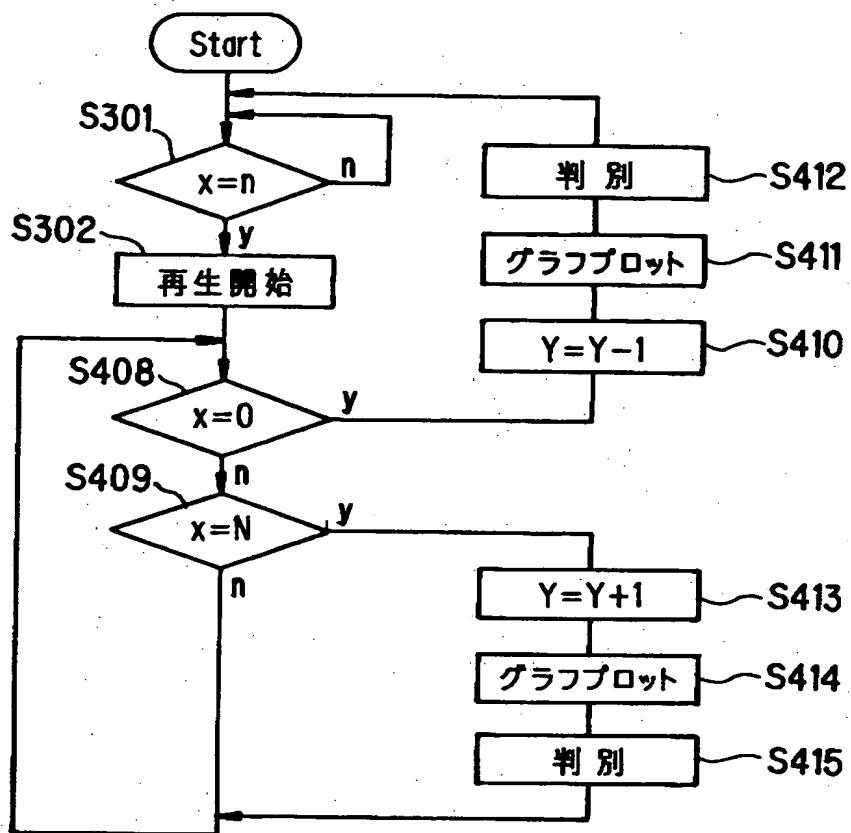 Start
S301
x=n
n
y
S302
再生開始
S408
x=0
y
n
S409
x=N
y
n
判別
S412
グラフプロット
S411
Y=Y-1
S410
Y=Y+1
S413
グラフプロット
S414
判別
S415